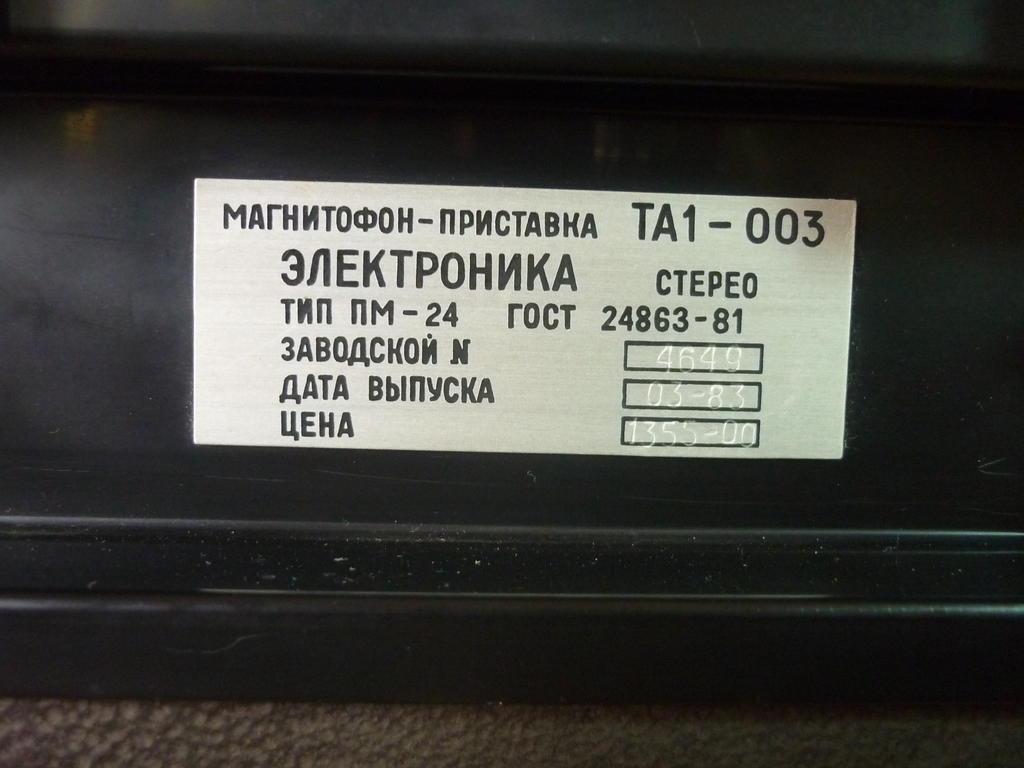 МАГНИТОФОН-ПРИСТАВКА ТА1-003
ЭЛЕКТРОНИКА СТЕРЕО
ТИП ПМ-24 ГОСТ 24863-81
ЗАВОДСКОЙ N 4649
ДАТА ВЫПУСКА 03-83
ЦЕНА 1355-00